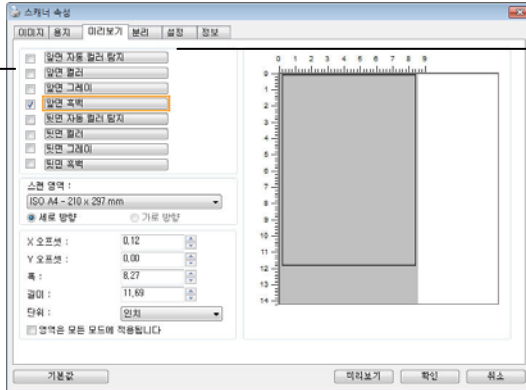 스캐너 속성
이미지 용지 미리보기 분리 설정 정보
앞면 자동 컬러 탐지
앞면 컬러
앞면 그레이
앞면 흑백
뒷면 자동 컬러 탐지
뒷면 컬러
뒷면 그레이
뒷면 흑백
스캔 영역 :
ISO A4 - 210 x 297 mm
세로 방향 가로 방향
X 오프셋 : 0,12
Y 오프셋 : 0,00
폭 : 8,27
길이 : 11,69
단위 : 인치
영역은 모든 모드에 적용됩니다
0 1 2 3 4 5 6 7 8 9
0
1
2
3
4
5
6
7
8
9
10
11
12
13
14
기본값 미리보기 확인 취소